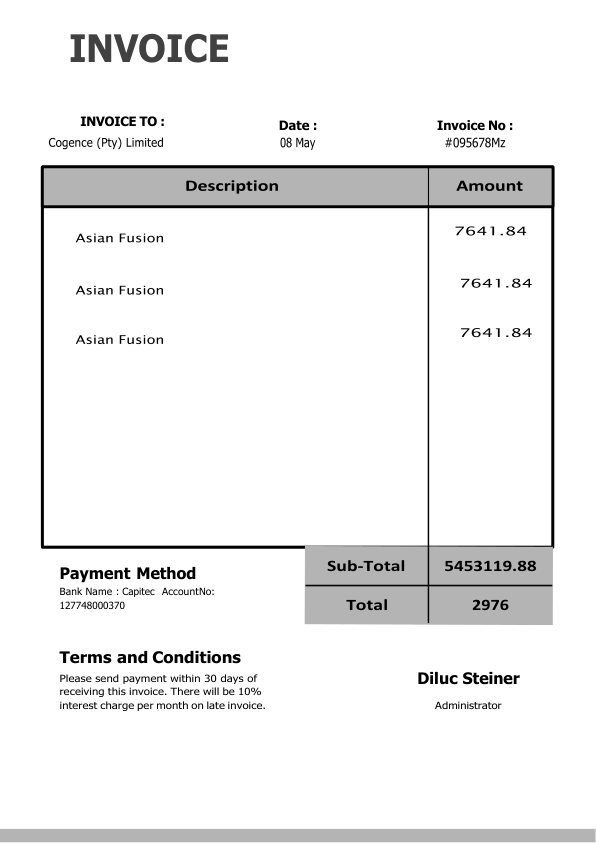 INVOICE
INVOICE TO :
Cogence (Pty) Limited
Date :
08 May
Invoice No :
#095678Mz
Description
Amount
Asian Fusion
7641.84
Asian Fusion
7641.84
Asian Fusion
7641.84
Sub-Total
5453119.88
Total
2976
Payment Method
Bank Name : Capitec AccountNo:
127748000370
Terms and Conditions
Please send payment within 30 days of
receiving this invoice. There will be 10%
interest charge per month on late invoice.
Diluc Steiner
Administrator